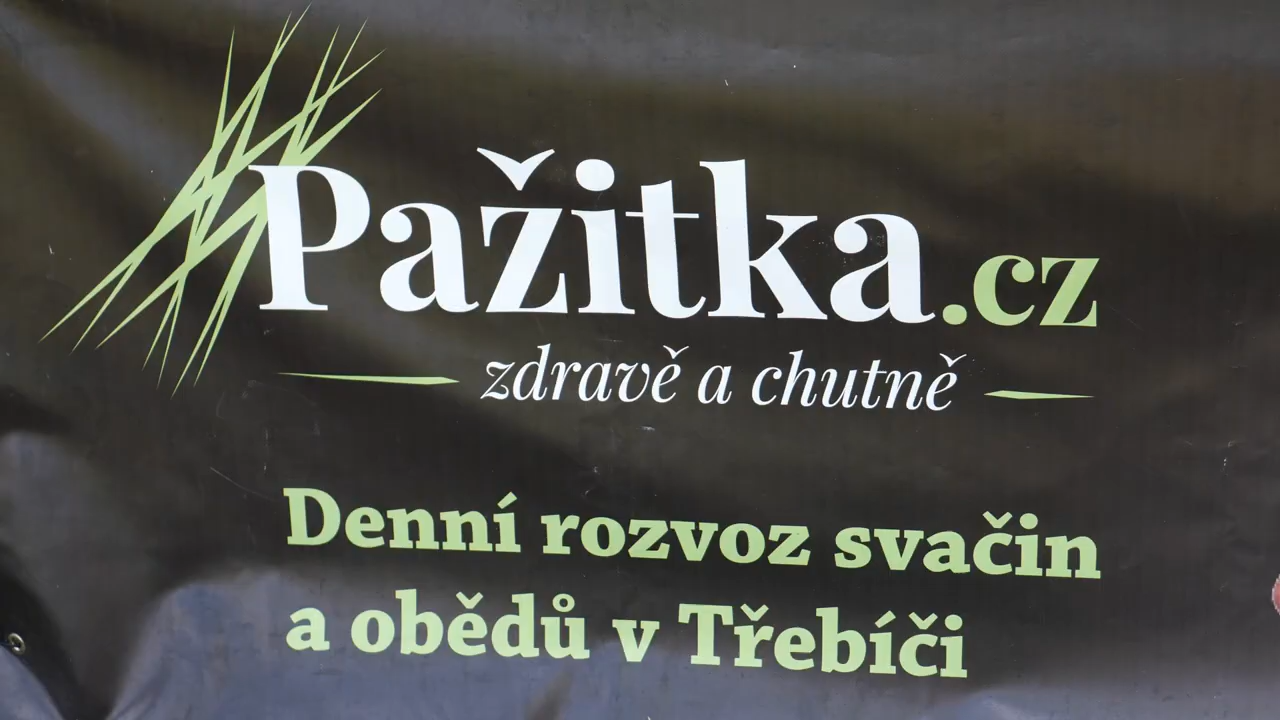 Pažitka.cz
zdravě a chutně
Denní rozvoz svačin
a obědů v Třebíči